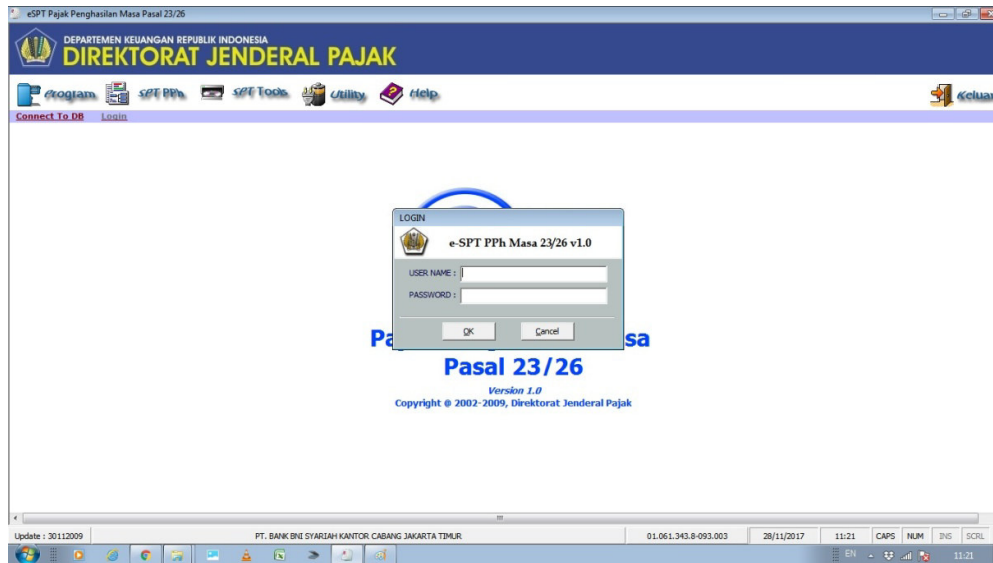 eSPT Pajak Penghasilan Masa Pasal 23/26
DEPARTEMEN KEUANGAN REPUBLIK INDONESIA
DIREKTORAT JENDERAL PAJAK
Program SPT PPh SPT Tools Utility Help Keluar
Connect To DB Login
LOGIN
e-SPT PPh Masa 23/26 v1.0
USER NAME :
PASSWORD :
OK Cancel
Pa sa
Pasal 23/26
Version 1.0
Copyright @ 2002-2009, Direktorat Jenderal Pajak
Update : 30112009 PT. BANK BNI SYARIAH KANTOR CABANG JAKARTA TIMUR 01.061.343.8-093.003 28/11/2017 11:21 CAPS NUM INS SCRL
EN 11:21